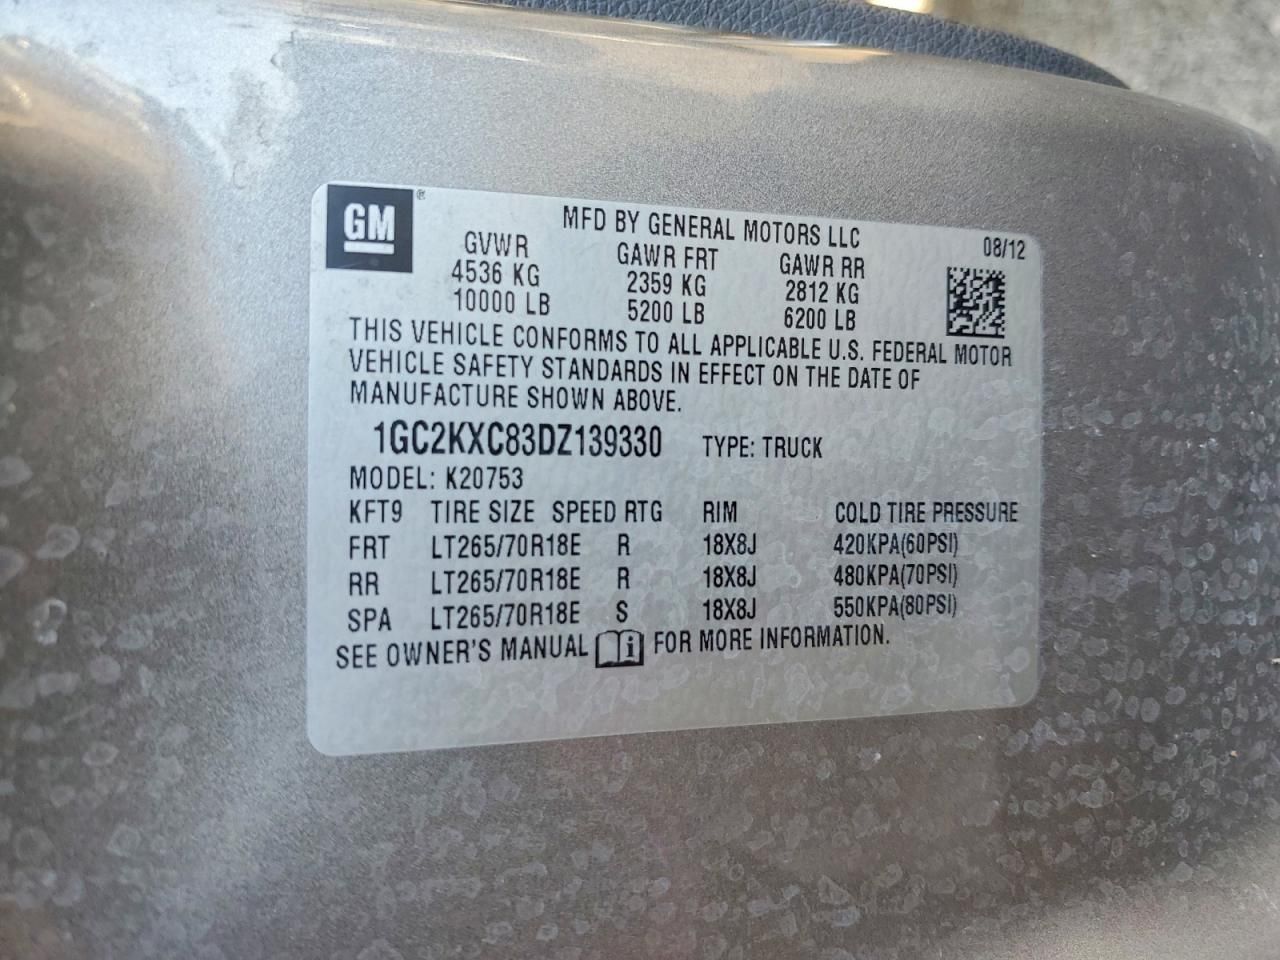 GM®
MFD BY GENERAL MOTORS LLC 08/12
GVWR GAWR FRT GAWR RR
4536 KG 2359 KG 2812 KG
10000 LB 5200 LB 6200 LB
THIS VEHICLE CONFORMS TO ALL APPLICABLE U.S. FEDERAL MOTOR
VEHICLE SAFETY STANDARDS IN EFFECT ON THE DATE OF
MANUFACTURE SHOWN ABOVE.
1GC2KXC83DZ139330 TYPE: TRUCK
MODEL: K20753
KFT9 TIRE SIZE SPEED RTG RIM COLD TIRE PRESSURE
FRT LT265/70R18E R 18X8J 420KPA(60PSI)
RR LT265/70R18E R 18X8J 480KPA(70PSI)
SPA LT265/70R18E S 18X8J 550KPA(80PSI)
SEE OWNER'S MANUAL i FOR MORE INFORMATION.